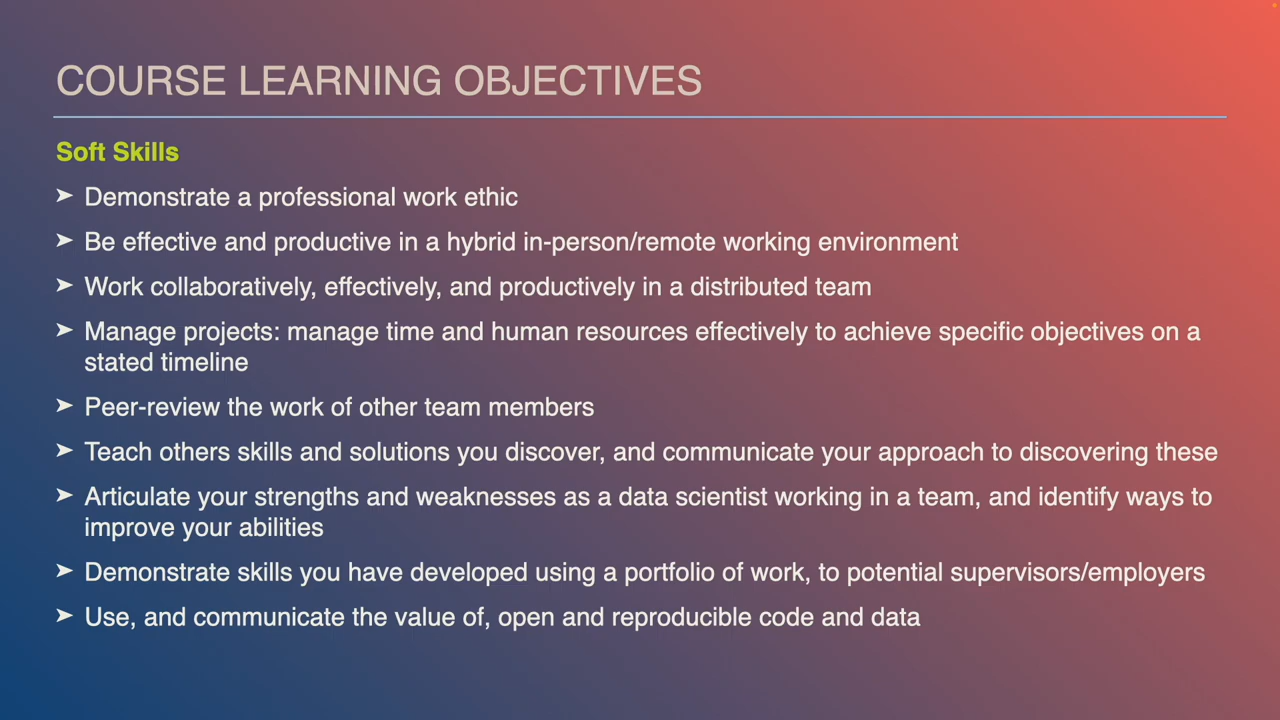 COURSE LEARNING OBJECTIVES
Soft Skills
➤ Demonstrate a professional work ethic
➤ Be effective and productive in a hybrid in-person/remote working environment
➤ Work collaboratively, effectively, and productively in a distributed team
➤ Manage projects: manage time and human resources effectively to achieve specific objectives on a
stated timeline
➤ Peer-review the work of other team members
➤ Teach others skills and solutions you discover, and communicate your approach to discovering these
➤ Articulate your strengths and weaknesses as a data scientist working in a team, and identify ways to
improve your abilities
➤ Demonstrate skills you have developed using a portfolio of work, to potential supervisors/employers
➤ Use, and communicate the value of, open and reproducible code and data